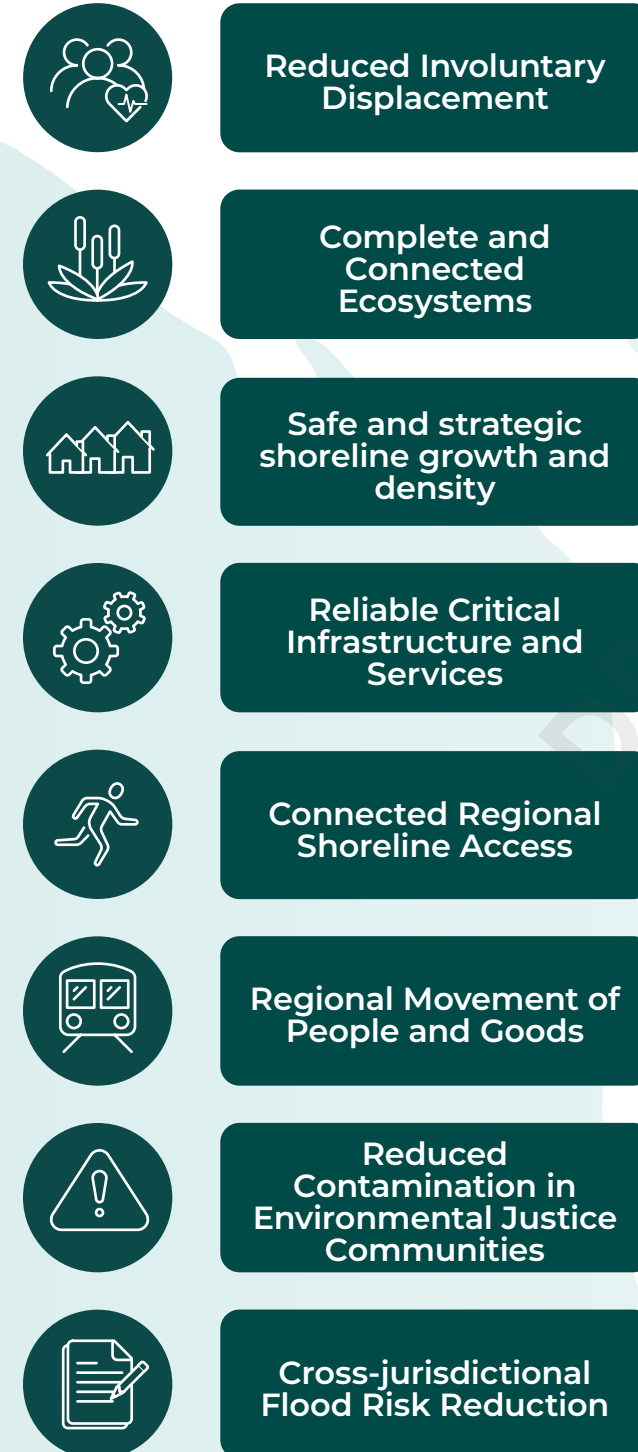 Reduced Involuntary
Displacement
Complete and
Connected
Ecosystems
Safe and strategic
shoreline growth and
density
Reliable Critical
Infrastructure and
Services
Connected Regional
Shoreline Access
Regional Movement of
People and Goods
Reduced
Contamination in
Environmental Justice
Communities
Cross-jurisdictional
Flood Risk Reduction